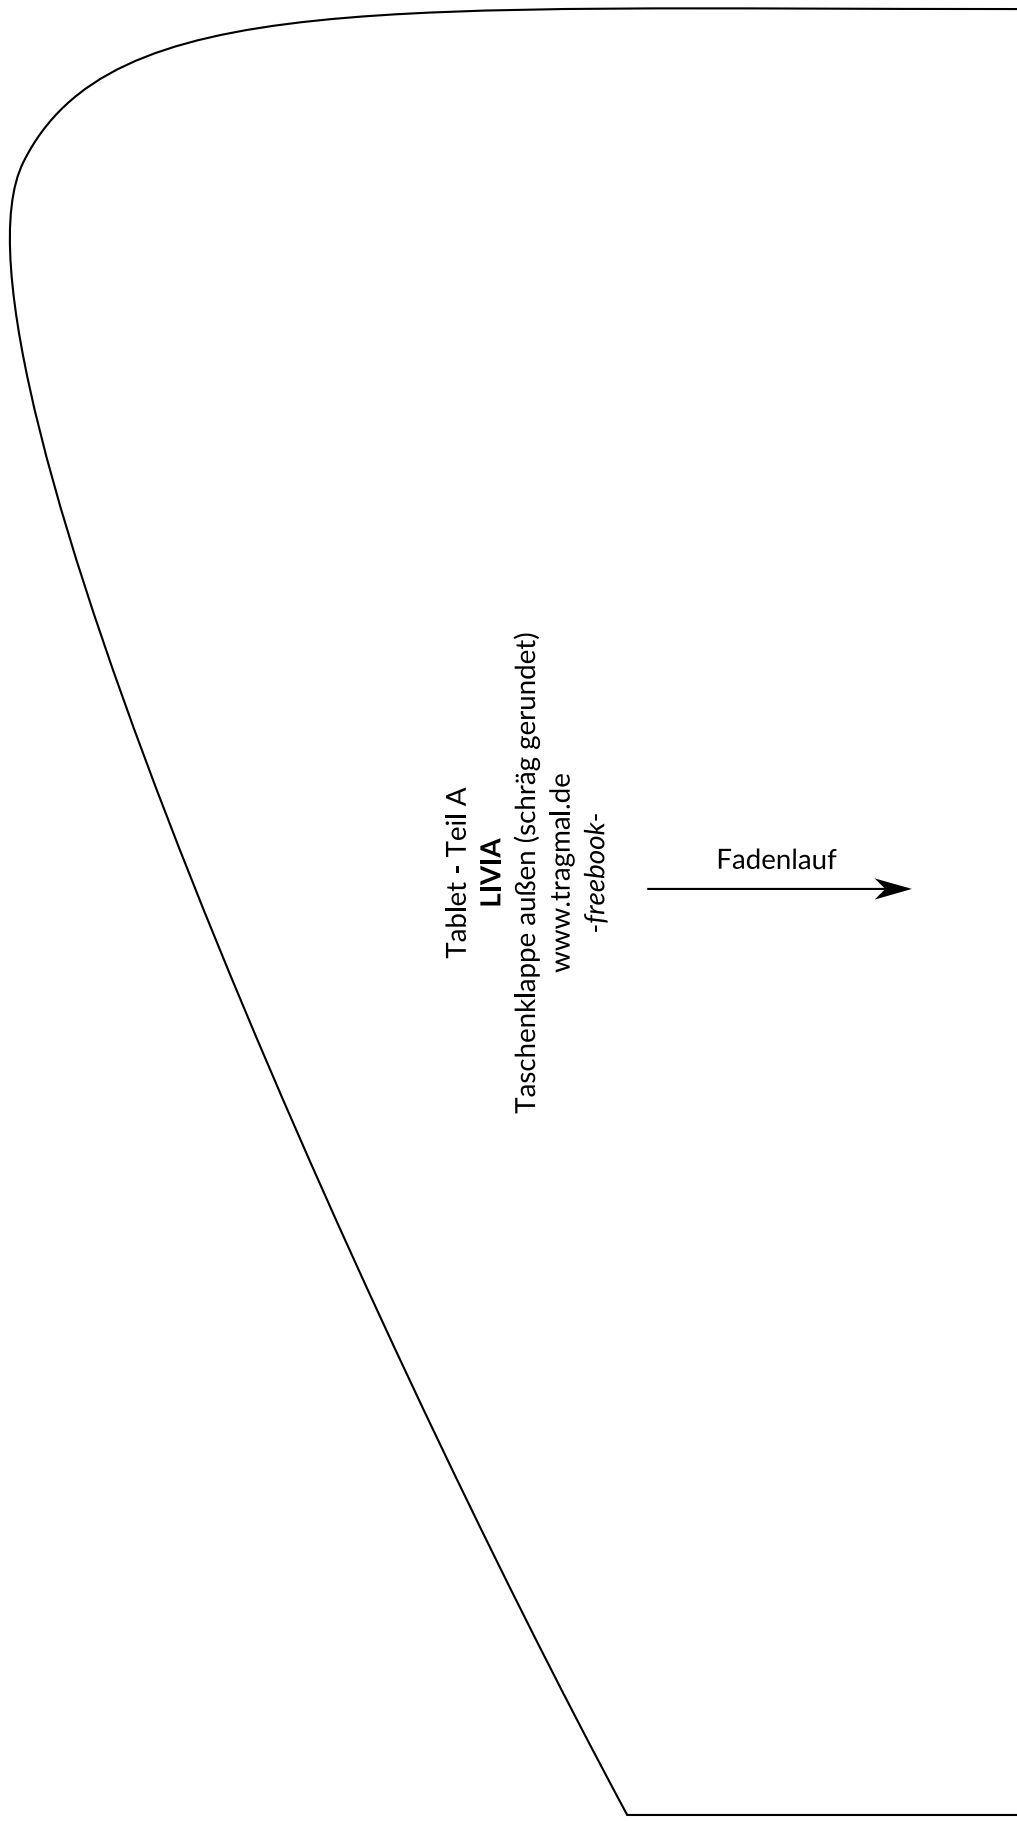 Tablet - Teil A
LIVIA
Taschenklappe außen (schräg gerundet)
www.tragmal.de
-freebook-
Fadenlauf